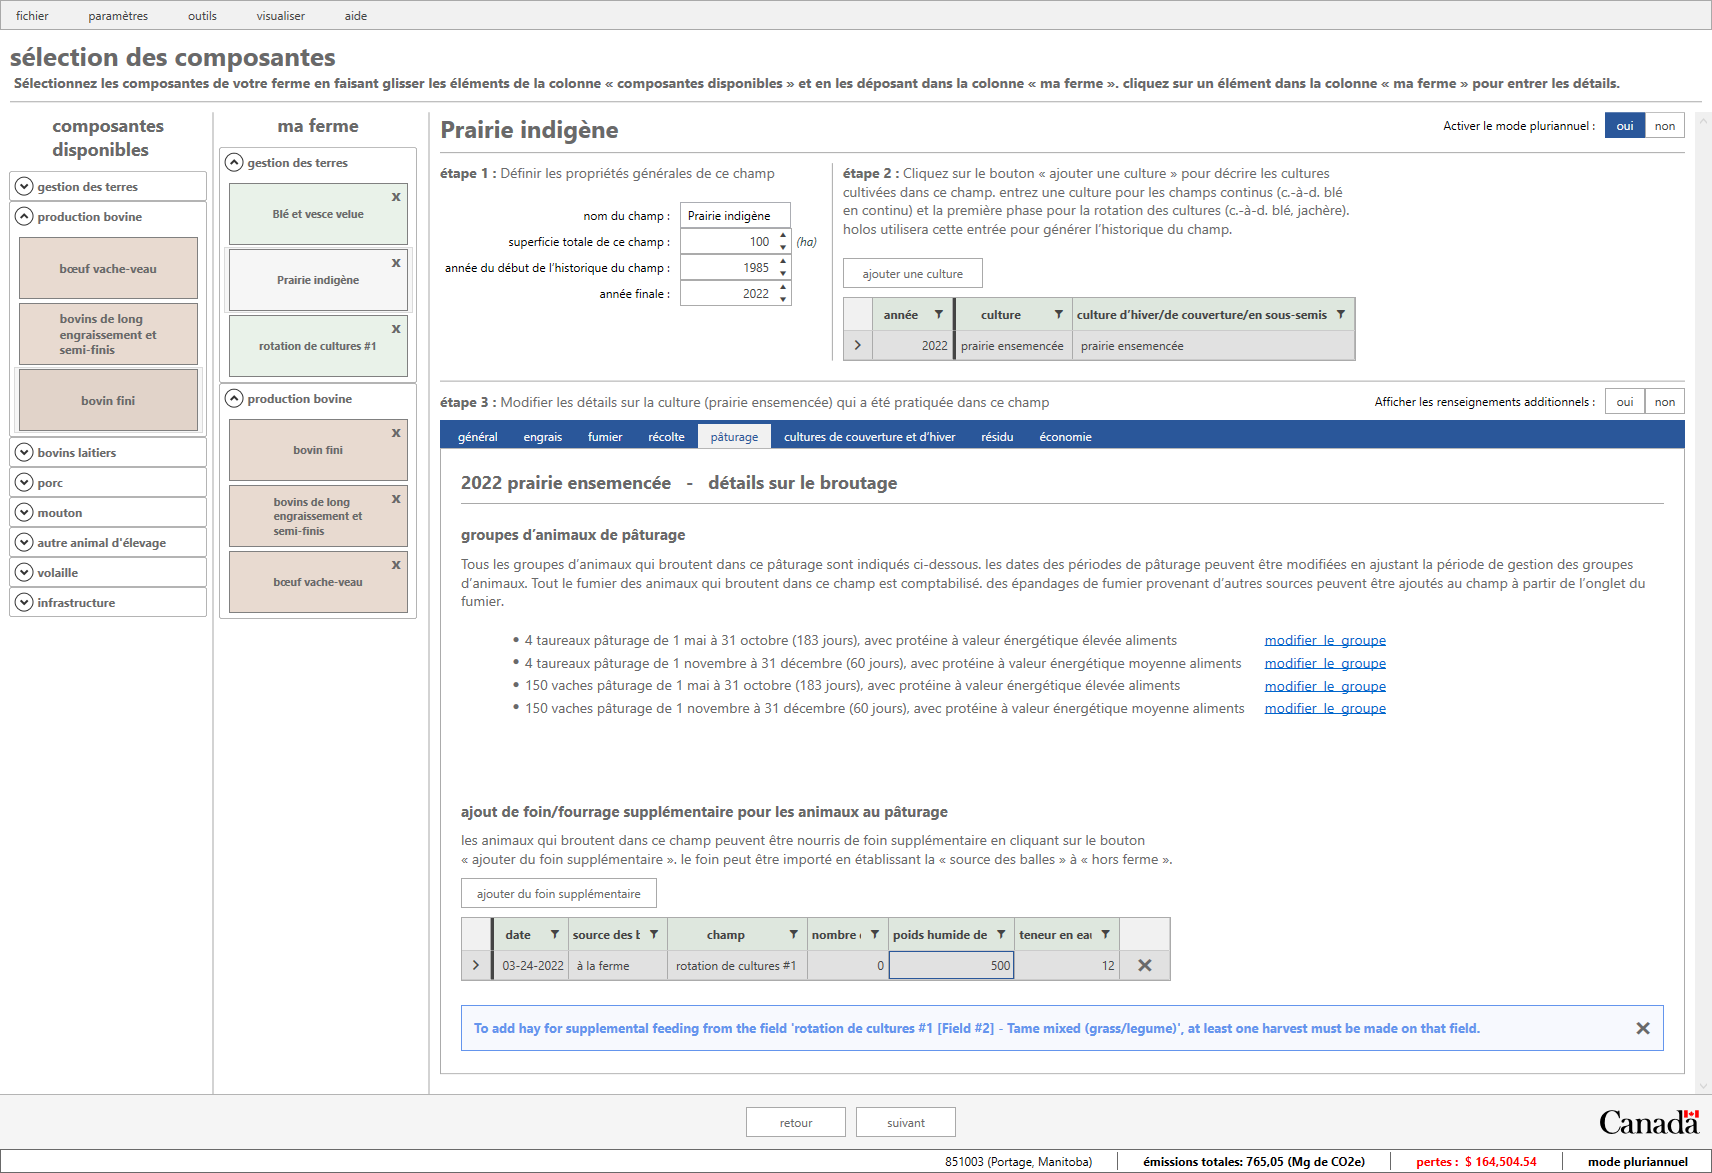 fichier paramètres outils visualiser aide
sélection des composantes
Sélectionnez les composantes de votre ferme en faisant glisser les éléments de la colonne « composantes disponibles » et en les déposant dans la colonne « ma ferme ». cliquez sur un élément dans la colonne « ma ferme » pour entrer les détails.
composantes
disponibles
gestion des terres
production bovine
bœuf vache-veau
bovins de long
engraissement et
semi-finis
bovin fini
bovins laitiers
porc
mouton
autre animal d'élevage
volaille
infrastructure
ma ferme
gestion des terres
Blé et vesce velue x
Prairie indigène x
rotation de cultures #1 x
production bovine
bovin fini x
bovins de long x
engraissement et
semi-finis
bœuf vache-veau x
Prairie indigène
Activer le mode pluriannuel : oui non
étape 1 : Définir les propriétés générales de ce champ
nom du champ : Prairie indigène
superficie totale de ce champ : 100 (ha)
année du début de l'historique du champ : 1985
année finale : 2022
étape 2 : Cliquez sur le bouton « ajouter une culture » pour décrire les cultures
cultivées dans ce champ. entrez une culture pour les champs continus (c.-à-d. blé
en continu) et la première phase pour la rotation des cultures (c.-à-d. blé, jachère).
holos utilisera cette entrée pour générer l'historique du champ.
ajouter une culture
année culture culture d'hiver/de couverture/en sous-semis
2022 prairie ensemencée prairie ensemencée
étape 3 : Modifier les détails sur la culture (prairie ensemencée) qui a été pratiquée dans ce champ
Afficher les renseignements additionnels : oui non
général engrais fumier récolte pâturage cultures de couverture et d'hiver résidu économie
2022 prairie ensemencée - détails sur le broutage
groupes d'animaux de pâturage
Tous les groupes d'animaux qui broutent dans ce pâturage sont indiqués ci-dessous. les dates des périodes de pâturage peuvent être modifiées en ajustant la période de gestion des groupes
d'animaux. Tout le fumier des animaux qui broutent dans ce champ est comptabilisé. des épandages de fumier provenant d'autres sources peuvent être ajoutés au champ à partir de l'onglet du
fumier.
• 4 taureaux pâturage de 1 mai à 31 octobre (183 jours), avec protéine à valeur énergétique élevée aliments modifier le groupe
• 4 taureaux pâturage de 1 novembre à 31 décembre (60 jours), avec protéine à valeur énergétique moyenne aliments modifier le groupe
• 150 vaches pâturage de 1 mai à 31 octobre (183 jours), avec protéine à valeur énergétique élevée aliments modifier le groupe
• 150 vaches pâturage de 1 novembre à 31 décembre (60 jours), avec protéine à valeur énergétique moyenne aliments modifier le groupe
ajout de foin/fourrage supplémentaire pour les animaux au pâturage
les animaux qui broutent dans ce champ peuvent être nourris de foin supplémentaire en cliquant sur le bouton
« ajouter du foin supplémentaire ». le foin peut être importé en établissant la « source des balles » à « hors ferme ».
ajouter du foin supplémentaire
date source des champ nombre poids humide de teneur en
03-24-2022 à la ferme rotation de cultures #1 0 500 12
To add hay for supplemental feeding from the field 'rotation de cultures #1 [Field #2] - Tame mixed (grass/legume)', at least one harvest must be made on that field.
retour suivant
Canada
851003 (Portage, Manitoba) émissions totales: 765,05 (Mg de CO2e) pertes : $ 164,504.54 mode pluriannuel